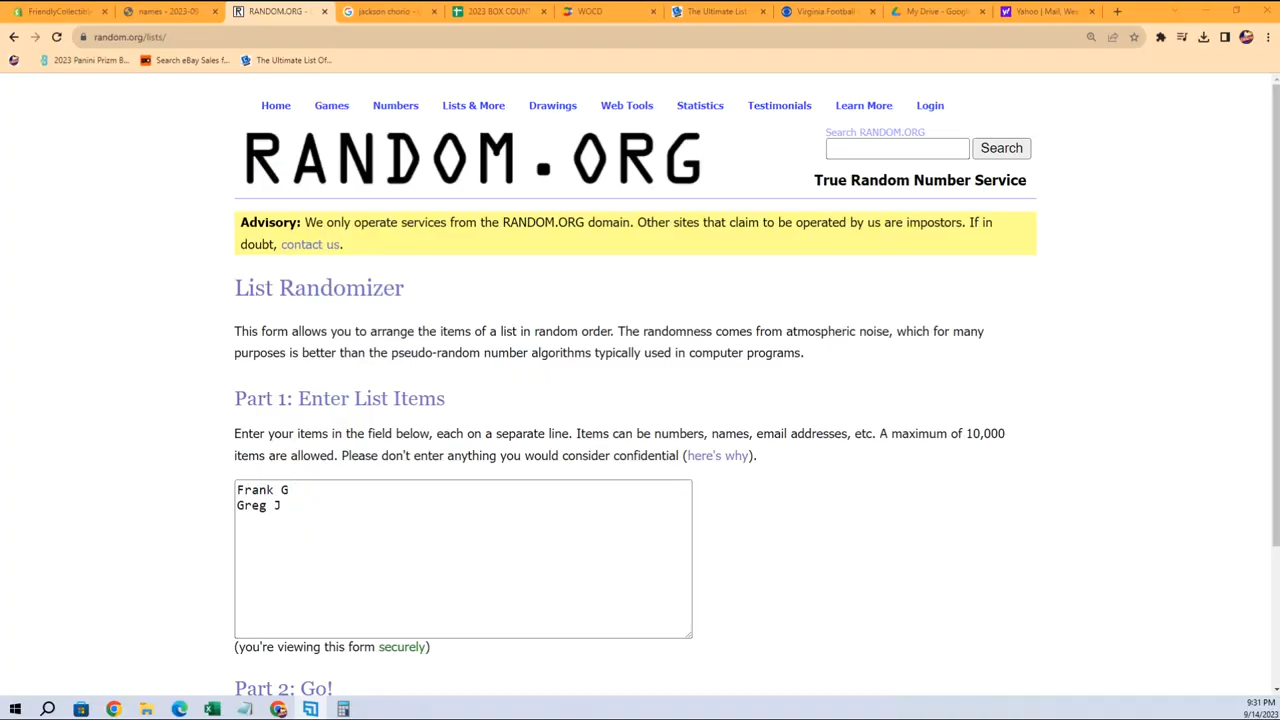 FriendlyCollectib
names - 2023-09
RANDOM.ORG -
jackson chorio -
2023 BOX COUNT
WOCD
The Ultimate List
Virginia Football
My Drive - Google
Yahoo | Mail, Wea
random.org/lists/
2023 Panini Prizm B...
Search eBay Sales f...
The Ultimate List Of...
Home Games Numbers Lists & More Drawings Web Tools Statistics Testimonials Learn More Login
RANDOM.ORG
Search RANDOM.ORG
Search
True Random Number Service
Advisory: We only operate services from the RANDOM.ORG domain. Other sites that claim to be operated by us are impostors. If in
doubt, contact us.
List Randomizer
This form allows you to arrange the items of a list in random order. The randomness comes from atmospheric noise, which for many
purposes is better than the pseudo-random number algorithms typically used in computer programs.
Part 1: Enter List Items
Enter your items in the field below, each on a separate line. Items can be numbers, names, email addresses, etc. A maximum of 10,000
items are allowed. Please don't enter anything you would consider confidential (here's why).
Frank G
Greg J
(you're viewing this form securely)
Part 2: Go!
9:31 PM
9/14/2023